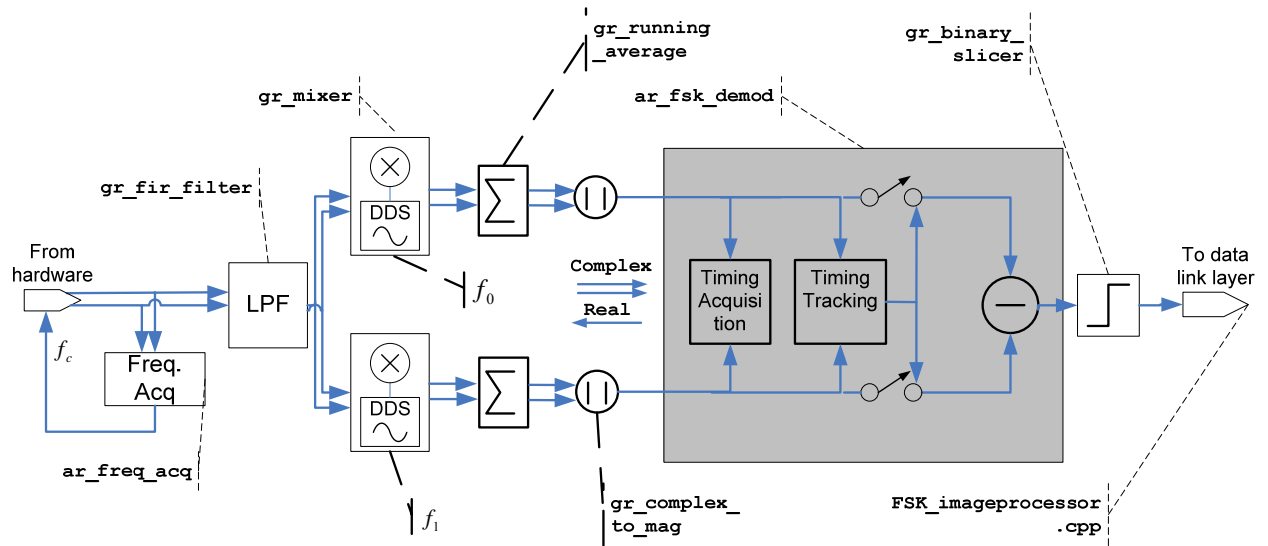 gr_running
_average
gr_binary_
slicer
gr_mixer
ar_fsk_demod
gr_fir_filter
DDS
From
hardware
LPF
f0
Complex
Real
Timing
Acquisi
tion
Timing
Tracking
To data
link layer
fc
Freq.
Acq
DDS
ar_freq_acq
f1
gr_complex_
to_mag
FSK_imageprocessor
.cpp